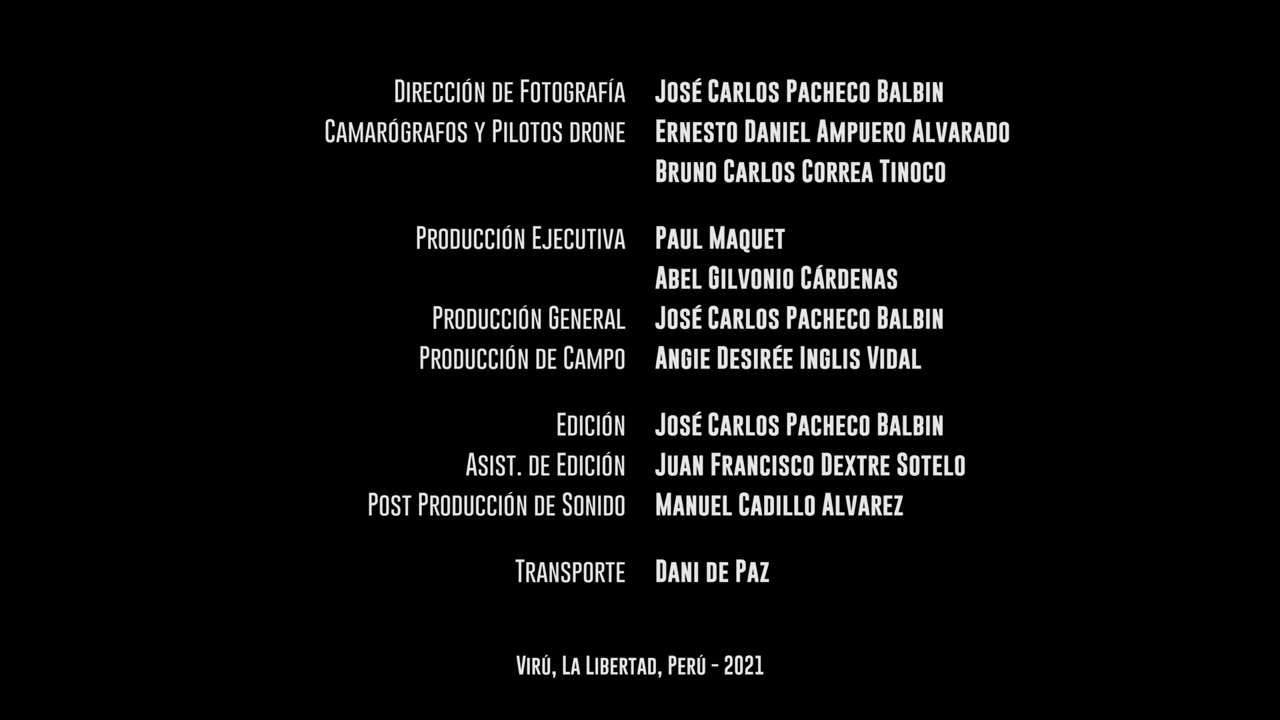 Dirección de Fotografía José Carlos Pacheco Balbin
Camarógrafos y Pilotos drone Ernesto Daniel Ampuero Alvarado
Bruno Carlos Correa Tinoco
Producción Ejecutiva Paul Maquet
Abel Gilvonio Cárdenas
Producción General José Carlos Pacheco Balbin
Producción de Campo Angie Desirée Inglis Vidal
Edición José Carlos Pacheco Balbin
Asist. de Edición Juan Francisco Dextre Sotelo
Post Producción de Sonido Manuel Cadillo Alvarez
Transporte Dani de Paz
Virú, La Libertad, Perú - 2021